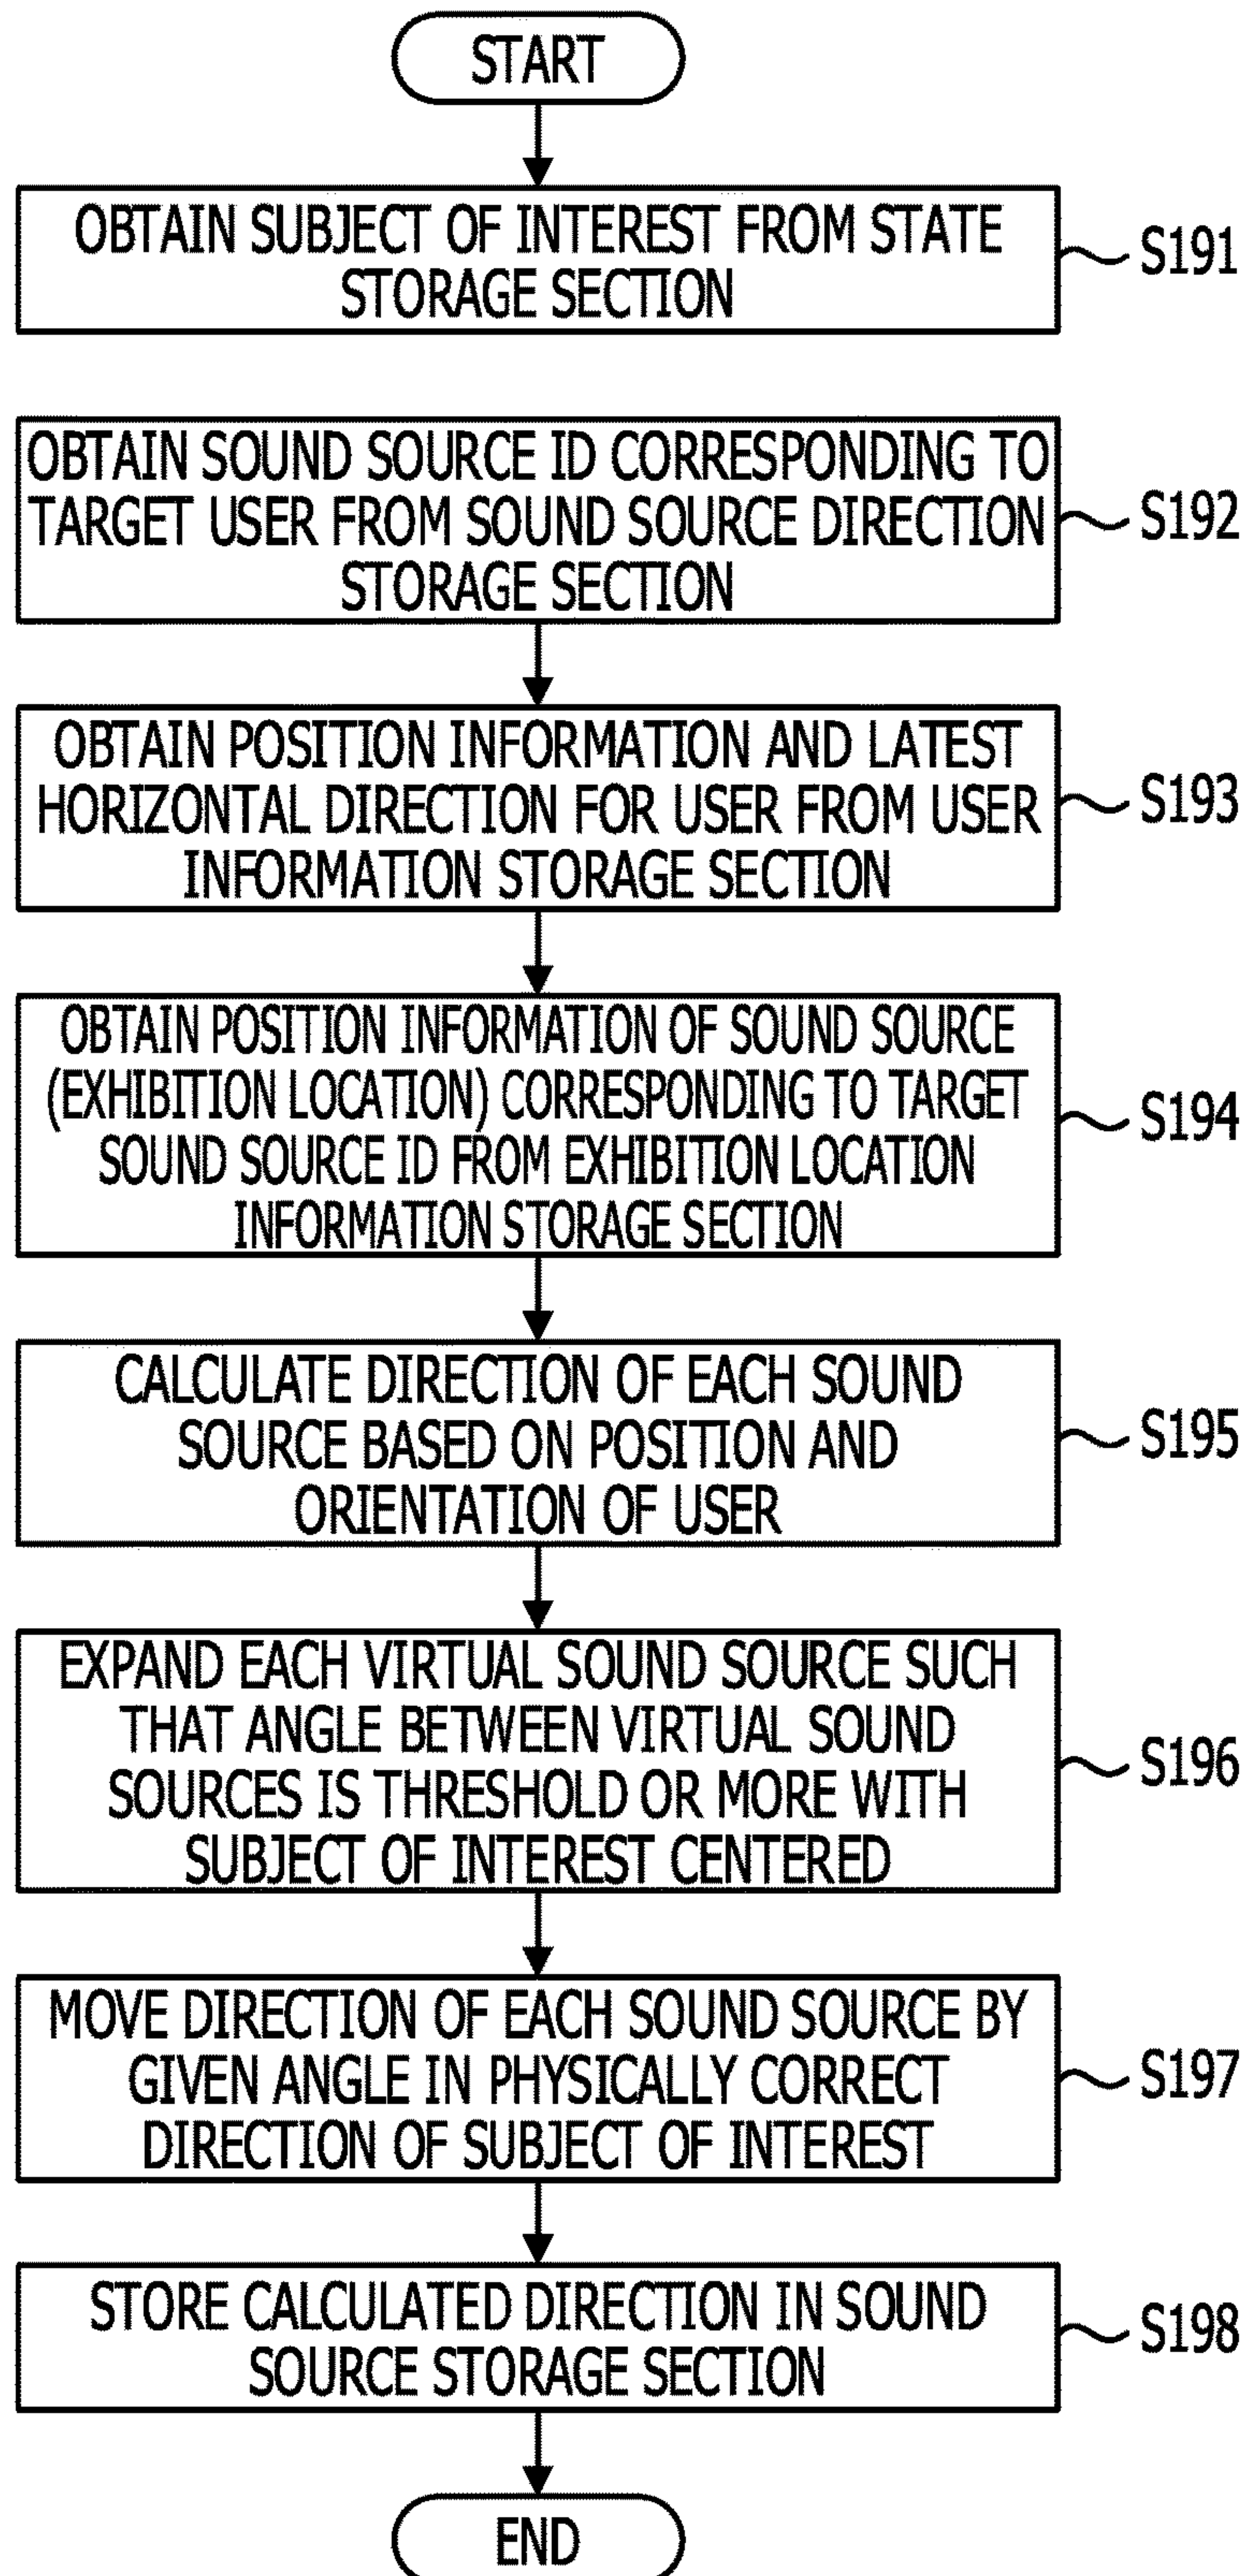 START
OBTAIN SUBJECT OF INTEREST FROM STATE
STORAGE SECTION
S191
OBTAIN SOUND SOURCE ID CORRESPONDING TO
TARGET USER FROM SOUND SOURCE DIRECTION
STORAGE SECTION
S192
OBTAIN POSITION INFORMATION AND LATEST
HORIZONTAL DIRECTION FOR USER FROM USER
INFORMATION STORAGE SECTION
S193
OBTAIN POSITION INFORMATION OF SOUND SOURCE
(EXHIBITION LOCATION) CORRESPONDING TO TARGET
SOUND SOURCE ID FROM EXHIBITION LOCATION
INFORMATION STORAGE SECTION
S194
CALCULATE DIRECTION OF EACH SOUND
SOURCE BASED ON POSITION AND
ORIENTATION OF USER
S195
EXPAND EACH VIRTUAL SOUND SOURCE SUCH
THAT ANGLE BETWEEN VIRTUAL SOUND
SOURCES IS THRESHOLD OR MORE WITH
SUBJECT OF INTEREST CENTERED
S196
MOVE DIRECTION OF EACH SOUND SOURCE BY
GIVEN ANGLE IN PHYSICALLY CORRECT
DIRECTION OF SUBJECT OF INTEREST
S197
STORE CALCULATED DIRECTION IN SOUND
SOURCE STORAGE SECTION
S198
END